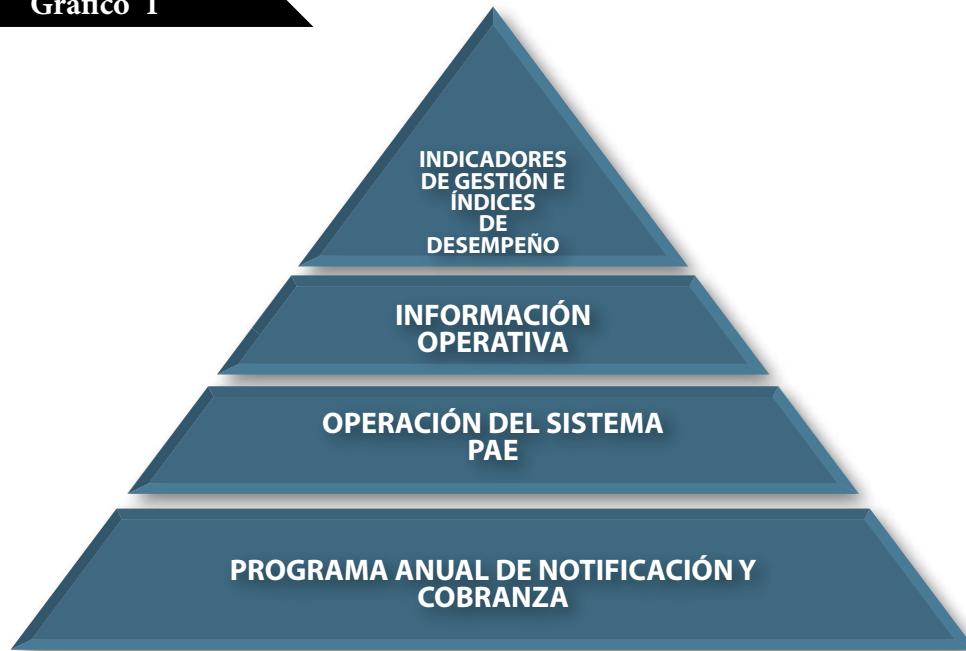 Gráfico 1
INDICADORES
DE GESTIÓN E
ÍNDICES
DE
DESEMPEÑO
INFORMACIÓN
OPERATIVA
OPERACIÓN DEL SISTEMA
PAE
PROGRAMA ANUAL DE NOTIFICACIÓN Y
COBRANZA